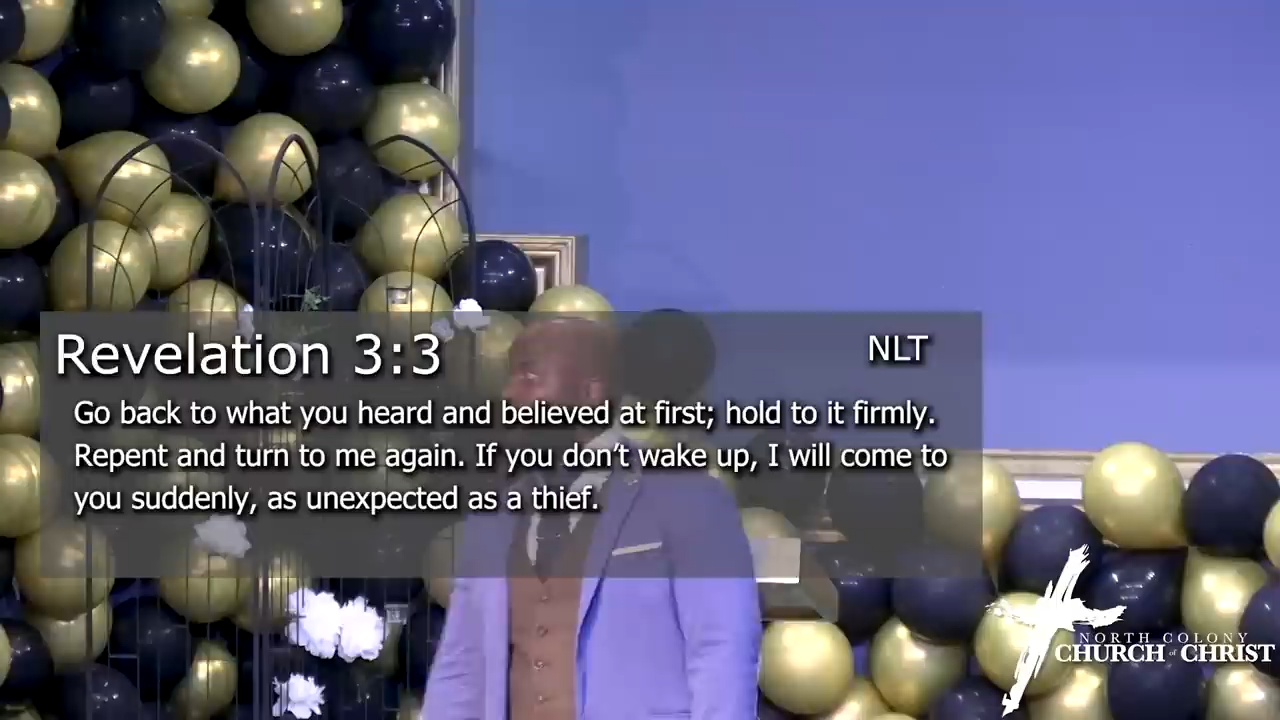 Revelation 3:3
NLT
Go back to what you heard and believed at first; hold to it firmly.
Repent and turn to me again. If you don’t wake up, I will come to
you suddenly, as unexpected as a thief.
NORTH COLONY
CHURCH of CHRIST